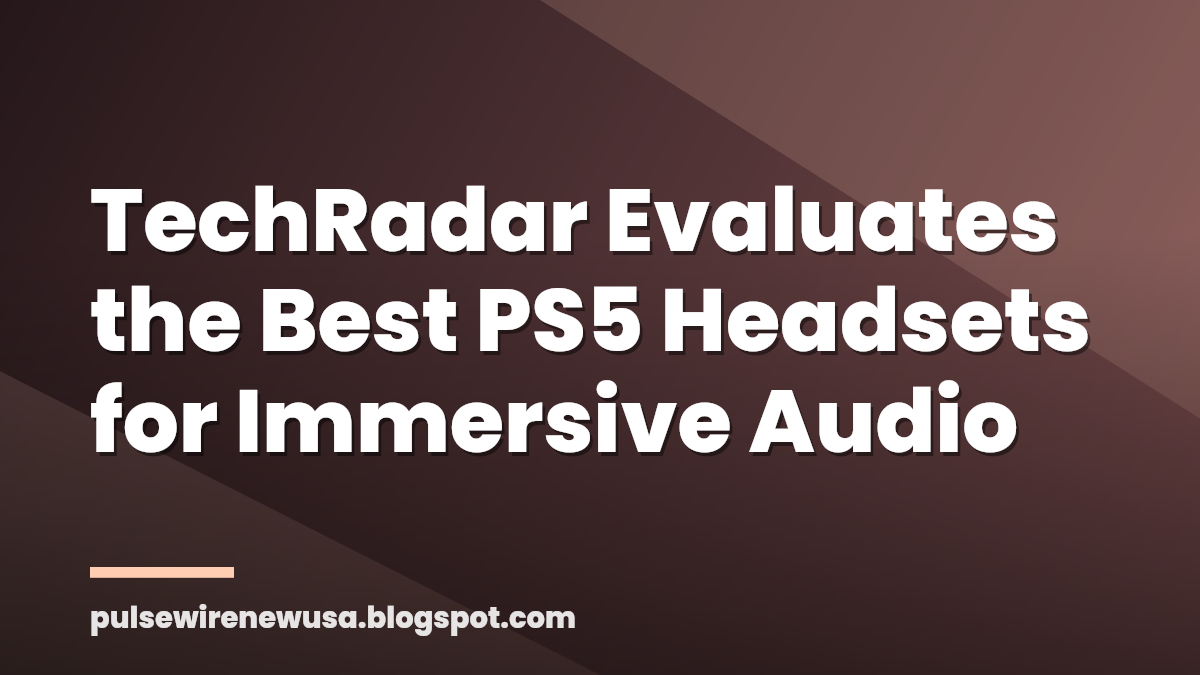 TechRadar Evaluates
the Best PS5 Headsets
for Immersive Audio
pulsewirenewusa.blogspot.com